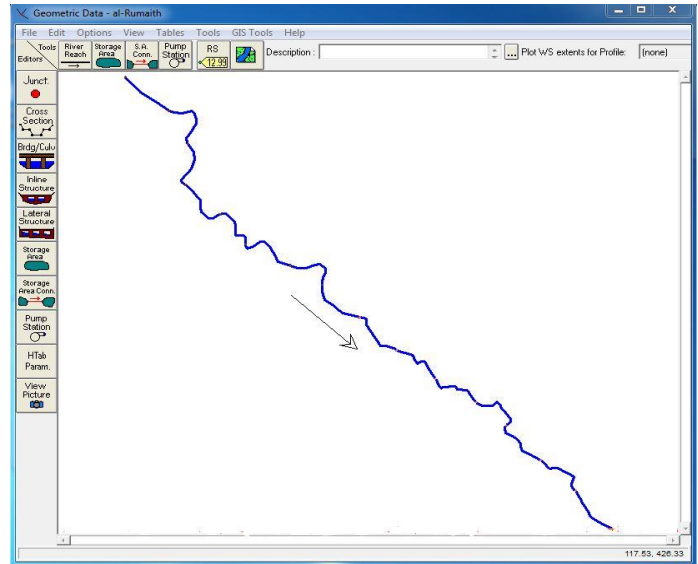 Geometric Data - al-Rumaith
File Edit Options View Tables Tools GIS Tools Help
Tools
Editors
River Reach
Storage Area
S.A. Conn.
Pump Station
RS
12.99
Description :
...
Plot WS extents for Profile:
(none)
Junct.
Cross
Section
Brdg/Culv
Inline
Structure
Lateral
Structure
Storage
Area
Storage
Area Conn.
Pump
Station
HTab
Param.
View
Picture
117.53, 426.33